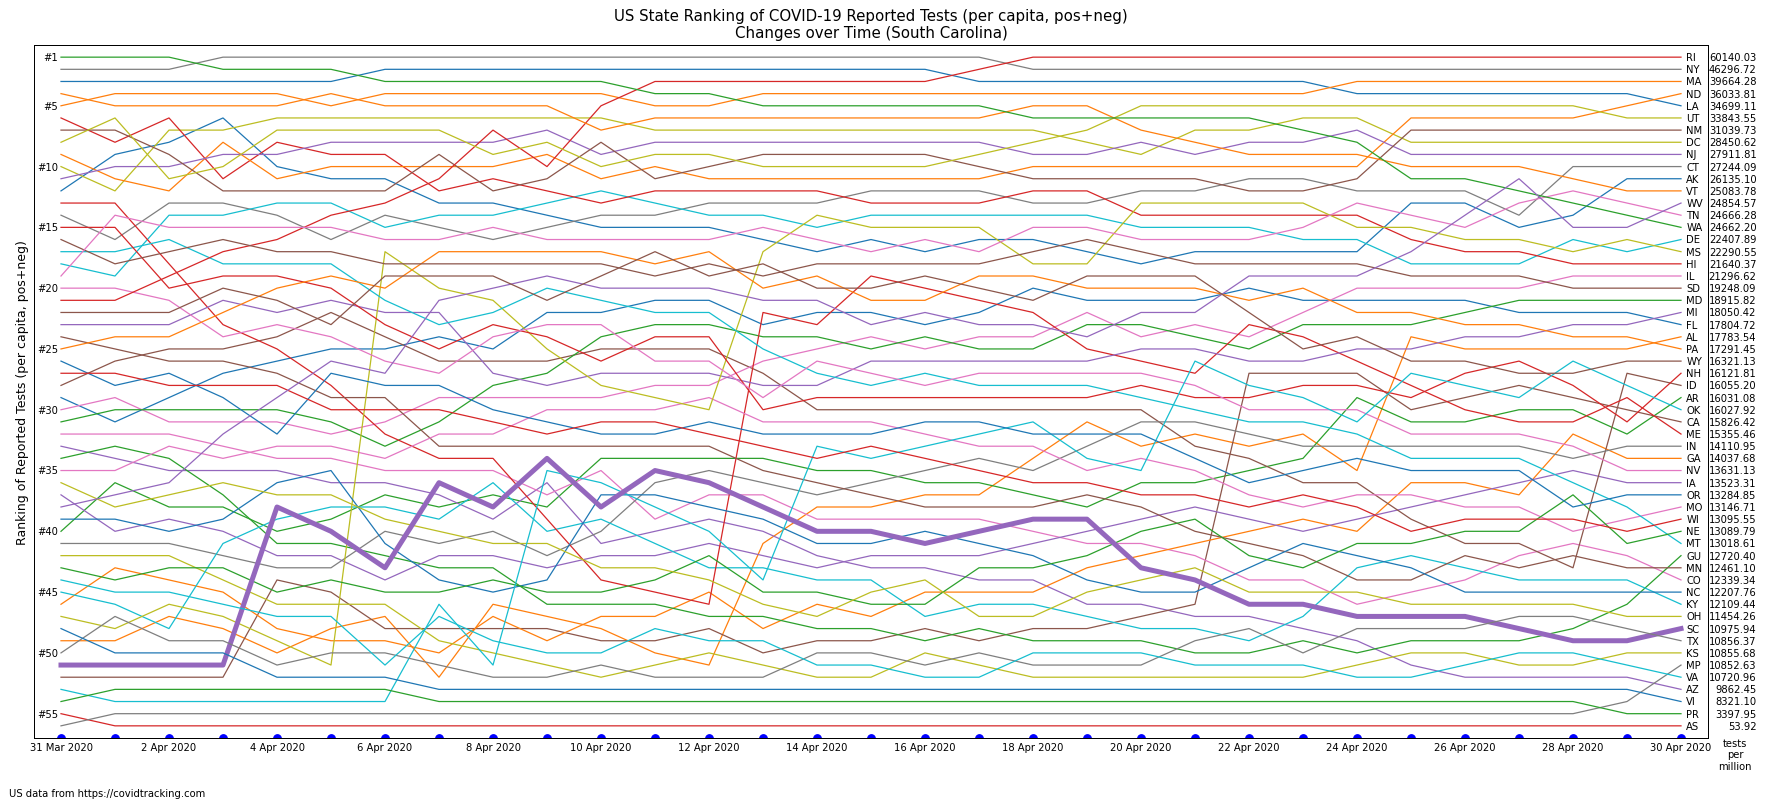 US State Ranking of COVID-19 Reported Tests (per capita, pos+neg)
Changes over Time (South Carolina)
Ranking of Reported Tests (per capita, pos+neg)
#1
#5
#10
#15
#20
#25
#30
#35
#40
#45
#50
#55
RI 60140.03
NY 46296.72
MA 39664.28
ND 36033.81
LA 34699.11
UT 33843.55
NM 31039.73
DC 28450.62
NJ 27911.81
CT 27244.09
AK 26135.10
VT 25083.78
WV 24854.57
TN 24666.28
WA 24662.20
DE 22407.89
MS 22290.55
HI 21640.37
IL 21296.62
SD 19248.09
MD 18915.82
MI 18050.42
FL 17804.72
AL 17783.54
PA 17291.45
WY 16321.13
NH 16121.81
ID 16055.20
AR 16031.08
OK 16027.92
CA 15826.42
ME 15355.46
IN 14110.95
GA 14037.68
NV 13631.13
IA 13523.31
OR 13284.85
MO 13146.71
WI 13095.55
NE 13089.79
MT 13018.61
GU 12720.40
MN 12461.10
CO 12339.34
NC 12207.76
KY 12109.44
OH 11454.26
SC 10975.94
TX 10856.37
KS 10855.68
MP 10852.63
VA 10720.96
AZ 9862.45
VI 8321.10
PR 3397.95
AS 53.92
31 Mar 2020 2 Apr 2020 4 Apr 2020 6 Apr 2020 8 Apr 2020 10 Apr 2020 12 Apr 2020 14 Apr 2020 16 Apr 2020 18 Apr 2020 20 Apr 2020 22 Apr 2020 24 Apr 2020 26 Apr 2020 28 Apr 2020 30 Apr 2020
tests
per
million
US data from https://covidtracking.com